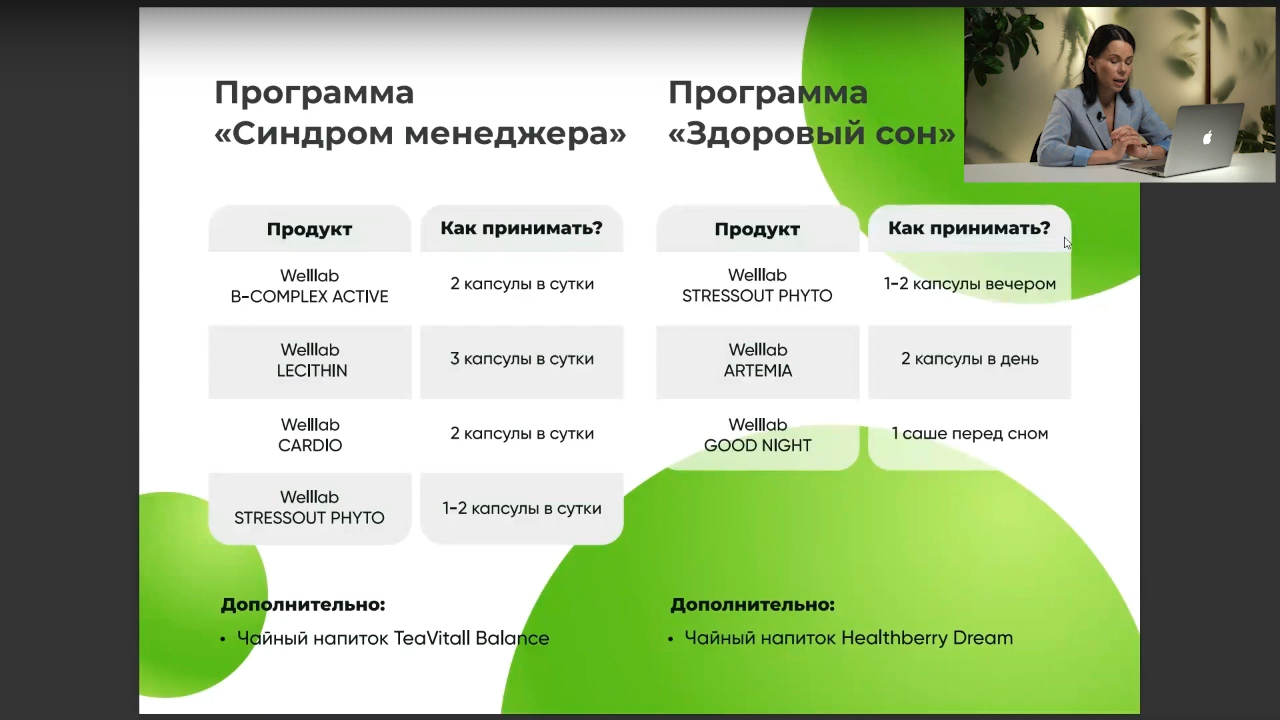 Программа
«Синдром менеджера»
Продукт
Как принимать?
Welllab
B-COMPLEX ACTIVE
2 капсулы в сутки
Welllab
LECITHIN
3 капсулы в сутки
Welllab
CARDIO
2 капсулы в сутки
Welllab
STRESSOUT PHYTO
1-2 капсулы в сутки
Дополнительно:
• Чайный напиток TeaVitall Balance
Программа
«Здоровый сон»
Продукт
Как принимать?
Welllab
STRESSOUT PHYTO
1-2 капсулы вечером
Welllab
ARTEMIA
2 капсулы в день
Welllab
GOOD NIGHT
1 саше перед сном
Дополнительно:
• Чайный напиток Healthberry Dream